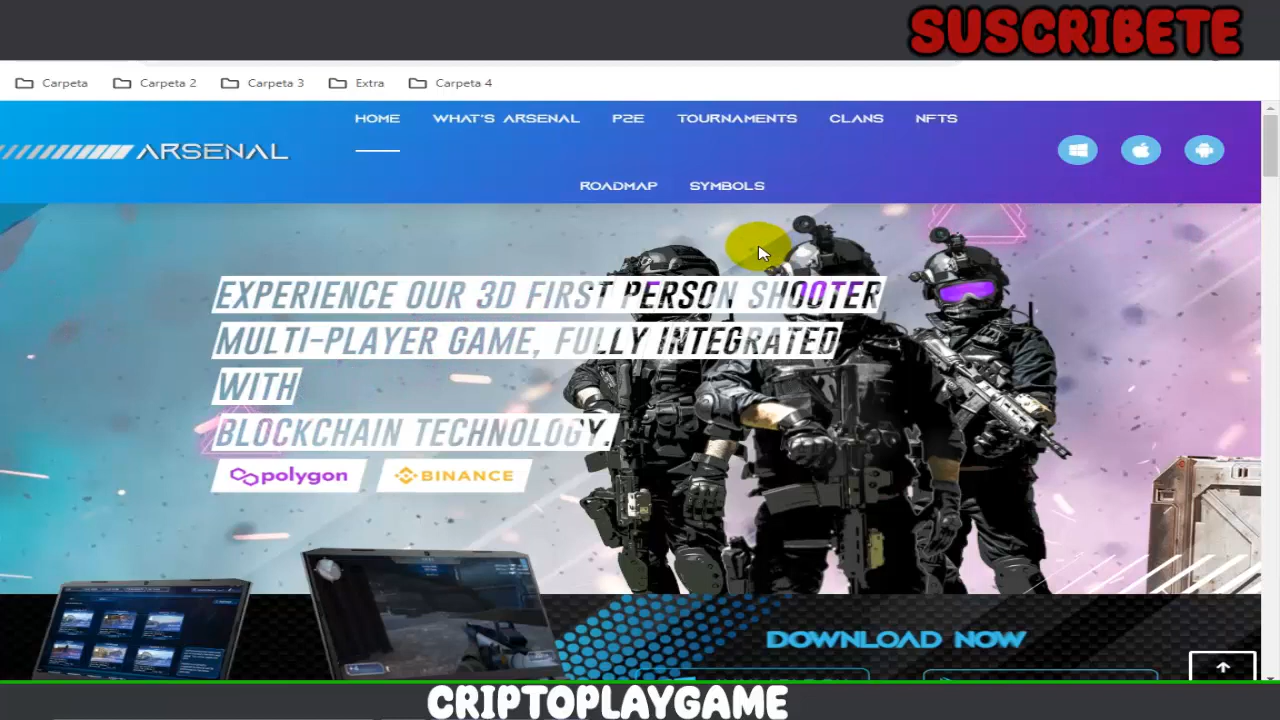 SUSCRIBETE
Carpeta Carpeta 2 Carpeta 3 Extra Carpeta 4
HOME WHAT'S ARSENAL P2E TOURNAMENTS CLANS NFTS
ARSENAL
ROADMAP SYMBOLS
EXPERIENCE OUR 3D FIRST PERSON SHOOTER
MULTI-PLAYER GAME, FULLY INTEGRATED
WITH
BLOCKCHAIN TECHNOLOGY.
polygon BINANCE
DOWNLOAD NOW
CRIPTOPLAYGAME